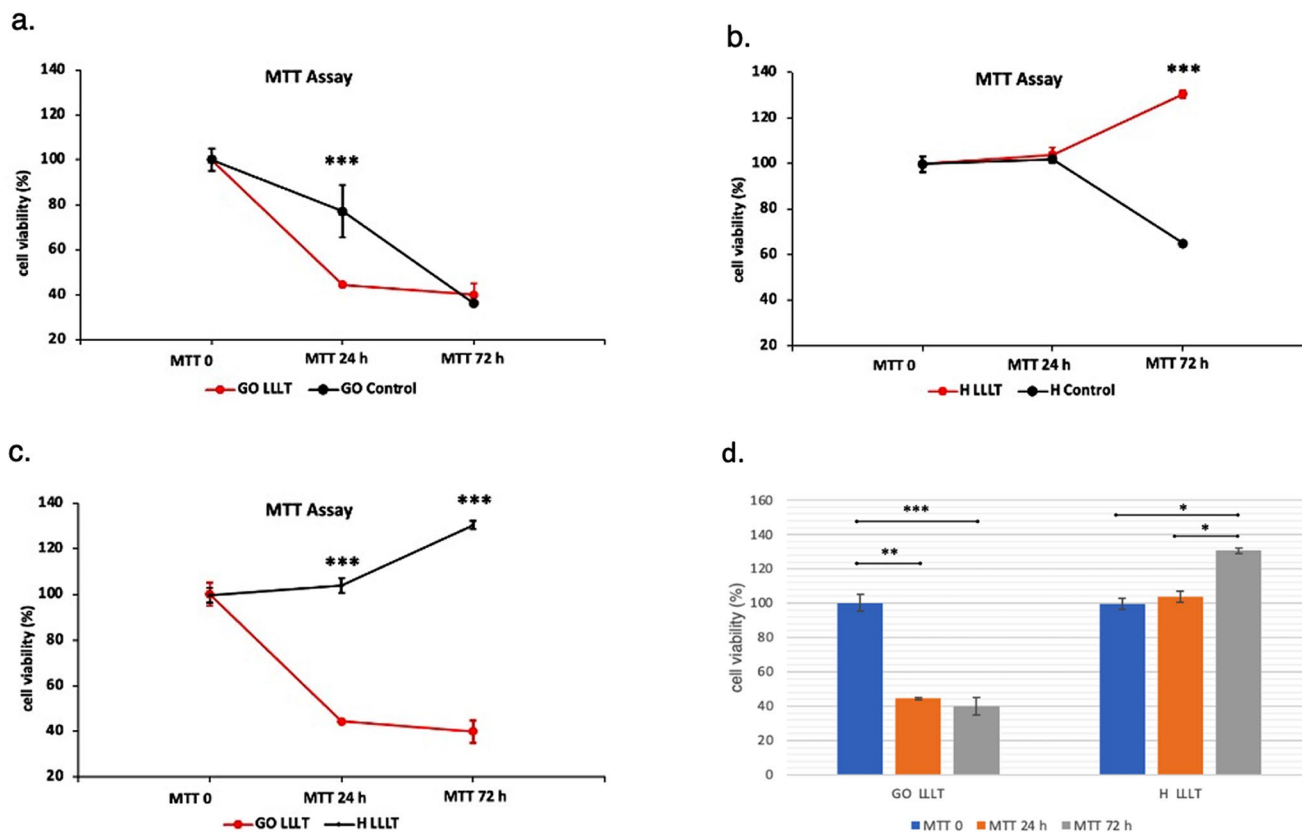 a.
MTT Assay
140
120
100
80
60
40
20
cell viability (%)
***
MTT 0
MTT 24 h
MTT 72 h
GO LLLT
GO Control
b.
MTT Assay
140
120
100
80
60
40
20
cell viability (%)
***
MTT 0
MTT 24 h
MTT 72 h
H LLLT
H Control
c.
MTT Assay
140
120
100
80
60
40
20
cell viability (%)
***
***
MTT 0
MTT 24 h
MTT 72 h
GO LLLT
H LLLT
d.
160
140
120
100
80
60
40
20
0
cell viability (%)
***
**
*
*
GO LLLT
H LLLT
MTT 0
MTT 24 h
MTT 72 h